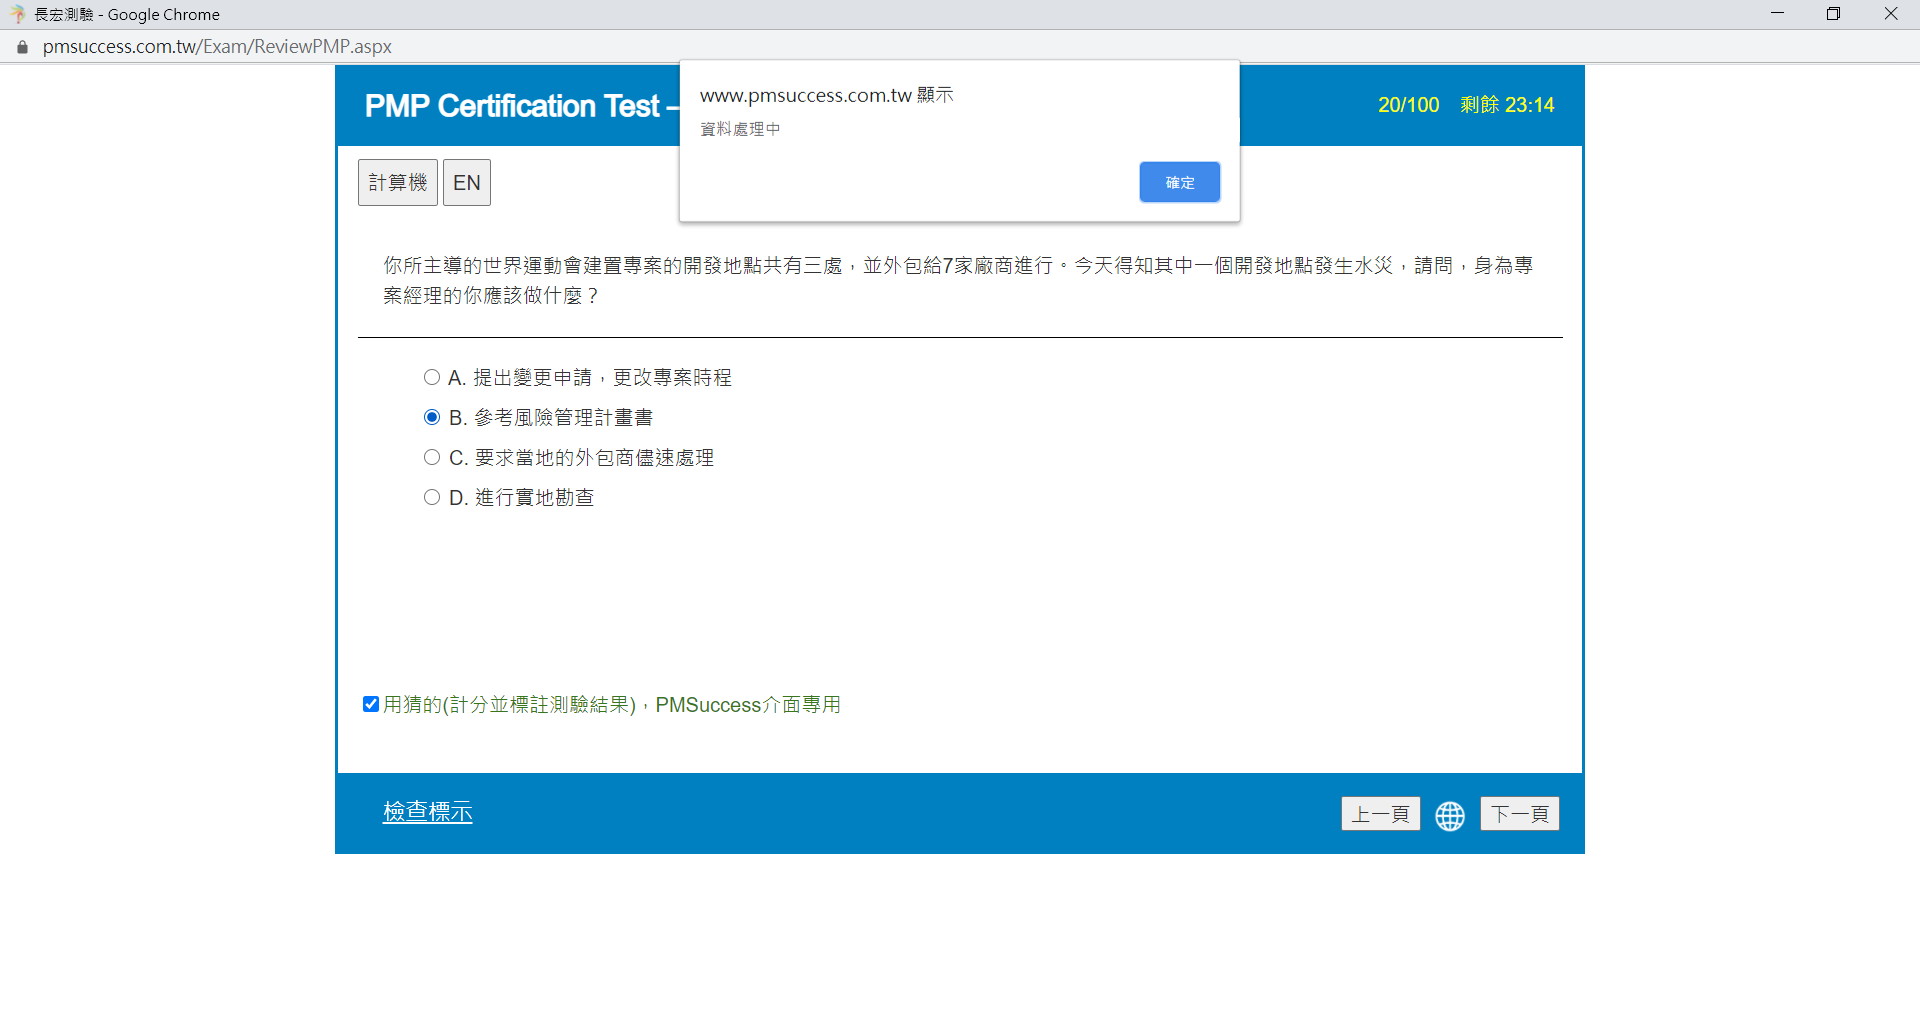 長宏測驗 - Google Chrome
pmsuccess.com.tw/Exam/ReviewPMP.aspx
www.pmsuccess.com.tw 顯示
資料處理中
確定
PMP Certification Test –
20/100 剩餘 23:14
計算機 EN
你所主導的世界運動會建置專案的開發地點共有三處，並外包給7家廠商進行。今天得知其中一個開發地點發生水災，請問，身為專
案經理的你應該做什麼？
A. 提出變更申請，更改專案時程
B. 參考風險管理計畫書
C. 要求當地的外包商儘速處理
D. 進行實地勘查
用猜的(計分並標註測驗結果)，PMSuccess介面專用
檢查標示
上一頁 下一頁